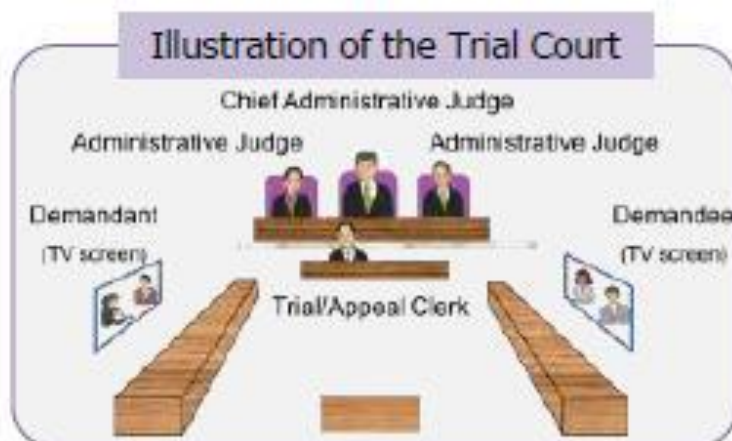 Illustration of the Trial Court
Chief Administrative Judge
Administrative Judge
Administrative Judge
Demandant
(TV screen)
Demandee
(TV screen)
Trial/Appeal Clerk